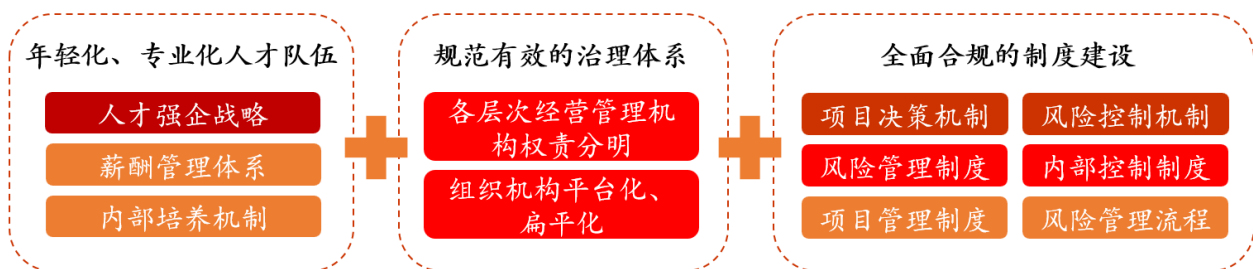 年轻化、专业化人才队伍
人才强企战略
薪酬管理体系
内部培养机制
规范有效的治理体系
各层次经营管理机
构权责分明
组织机构平台化、
扁平化
全面合规的制度建设
项目决策机制
风险控制机制
风险管理制度
内部控制制度
项目管理制度
风险管理流程